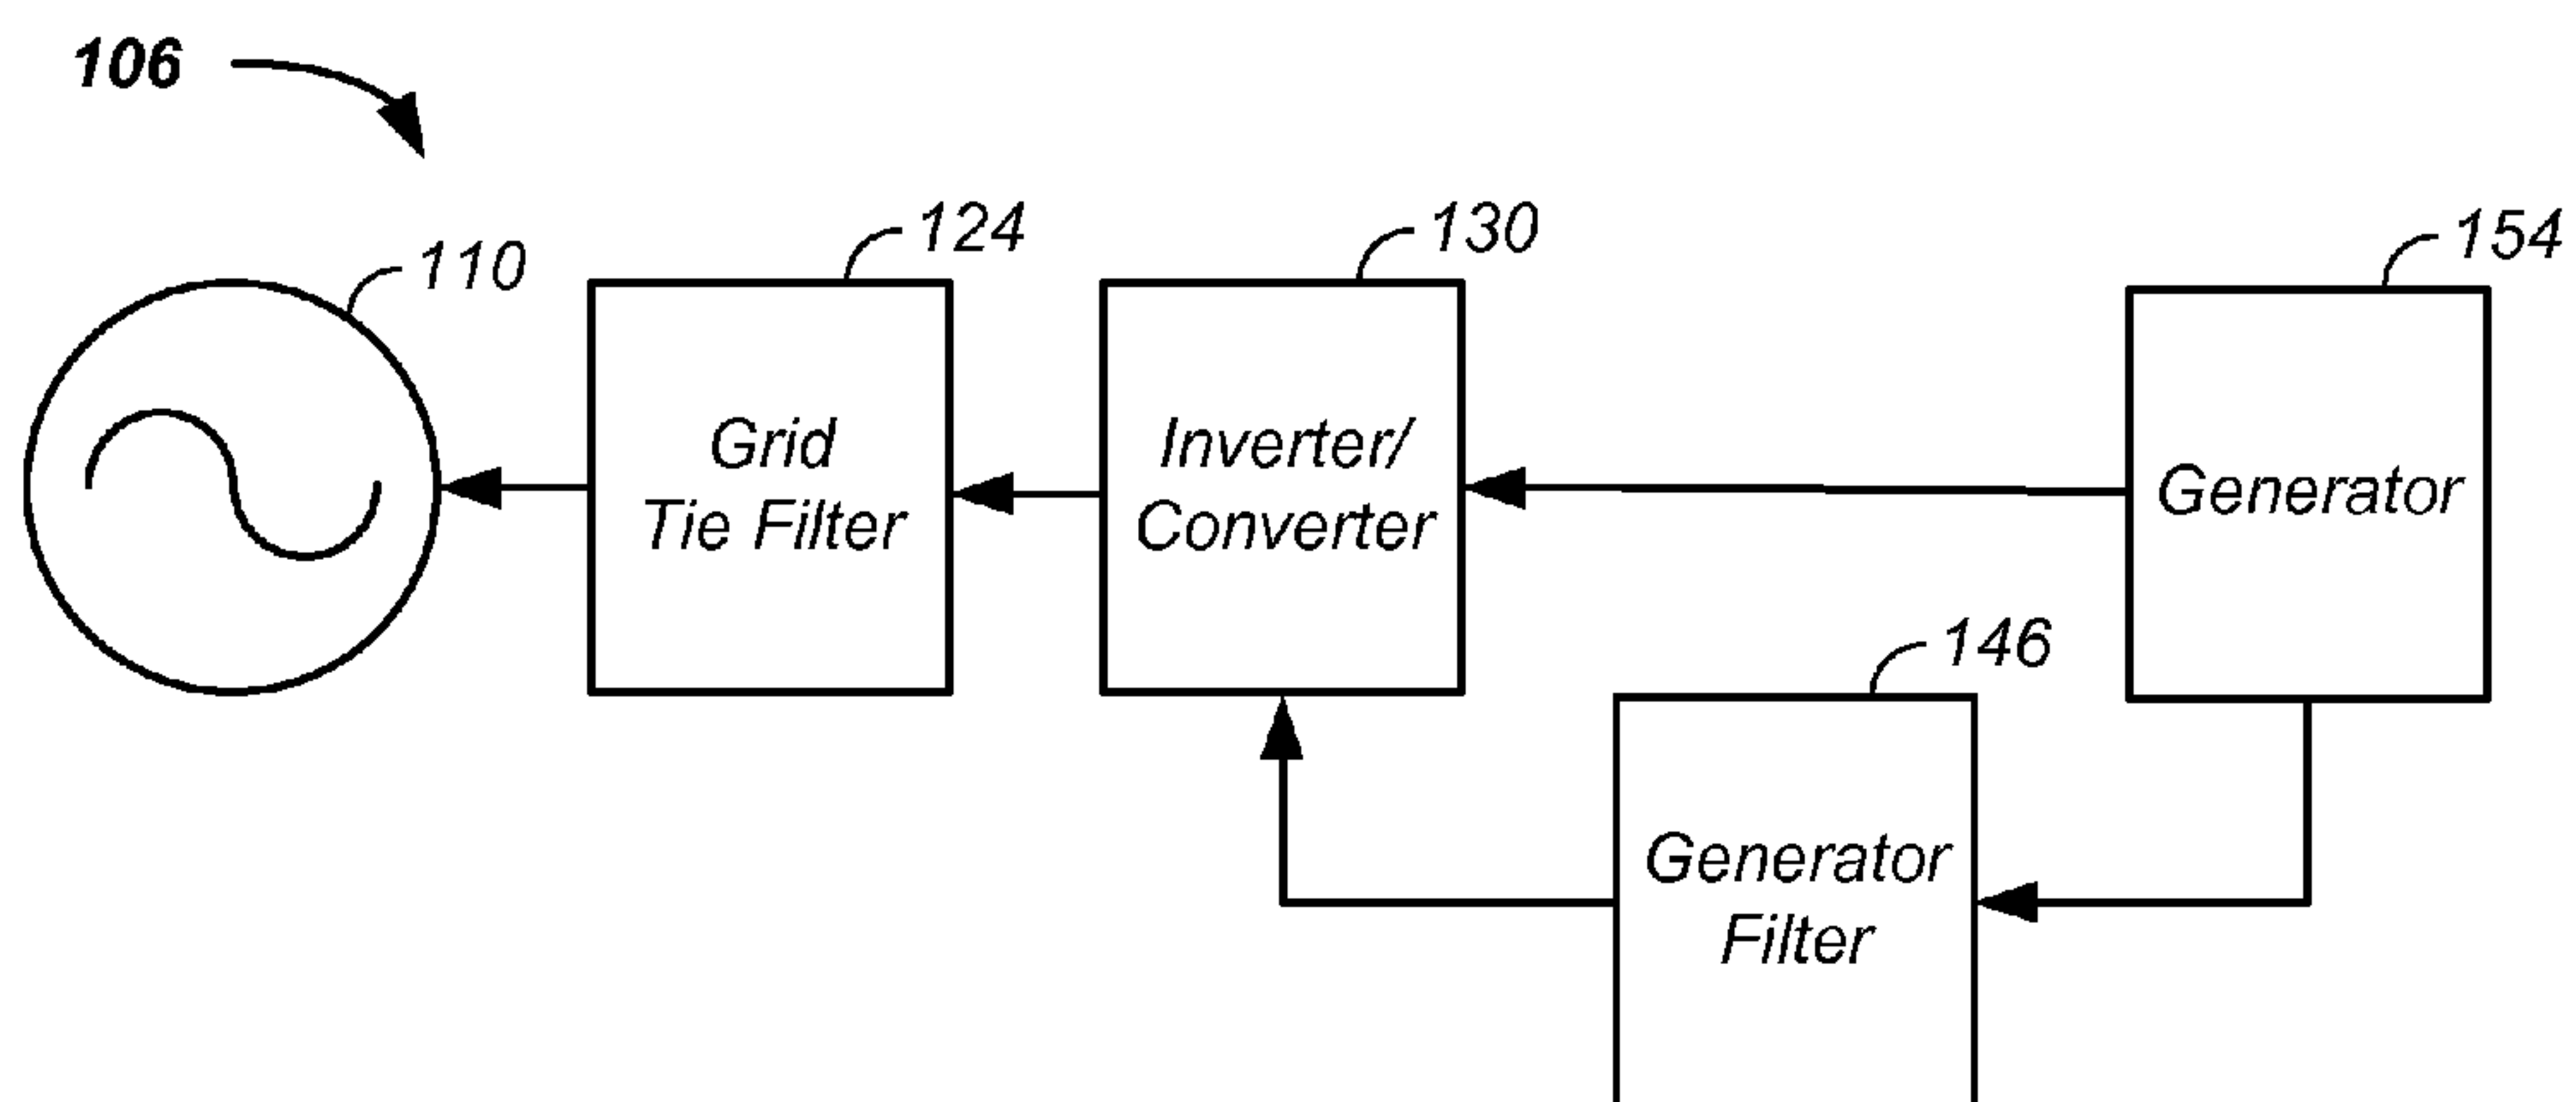 106
110
124
130
154
Grid
Tie Filter
Inverter/
Converter
Generator
146
Generator
Filter